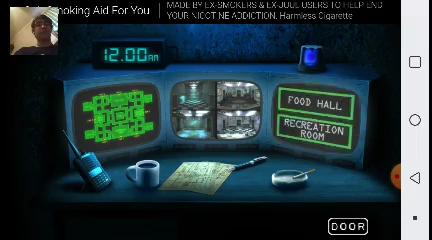 moking Aid For You
MADE BY EX-SMOKERS & EX-JUUL USERS TO HELP END
YOUR NICOTINE ADDICTION. Harmless Cigarette
12.00AM
FOOD HALL
RECREATION
ROOM
DOOR